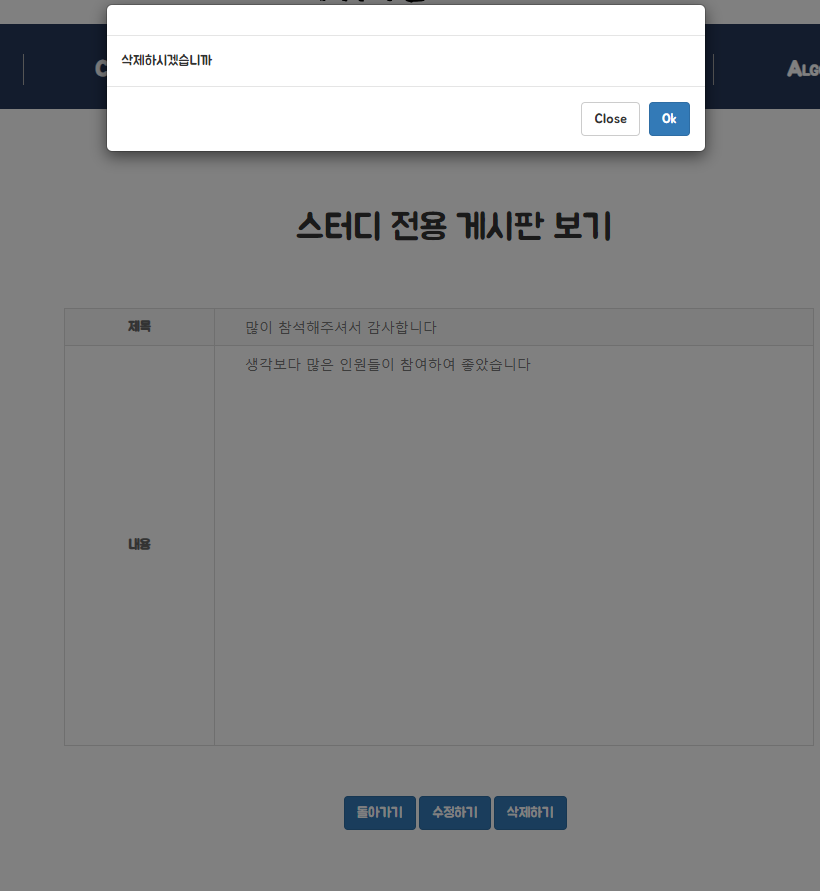 삭제하시겠습니까
Close
Ok
스터디 전용 게시판 보기
제목
많이 참석해주셔서 감사합니다
생각보다 많은 인원들이 참여하여 좋았습니다
내용
돌아가기
수정하기
삭제하기